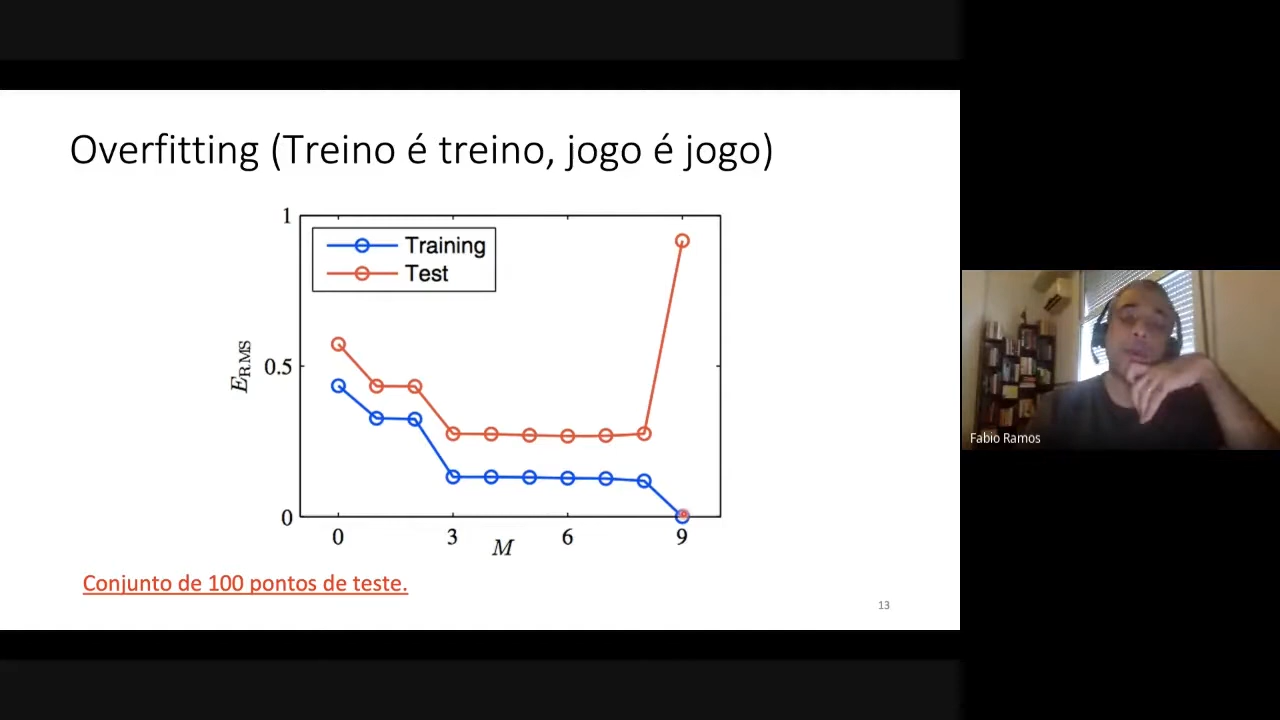 Overfitting (Treino é treino, jogo é jogo)
1
Training
Test
E_RMS
0.5
0
0
3
6
9
M
Conjunto de 100 pontos de teste.
13
Fabio Ramos